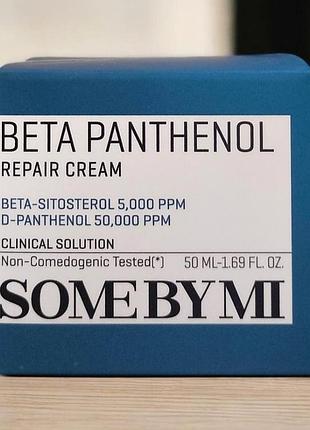 BETA PANTHENOL
REPAIR CREAM
BETA-SITOSTEROL 5,000 PPM
D-PANTHENOL 50,000 PPM
CLINICAL SOLUTION
Non-Comedogenic Tested(*) 50 ML-1.69 FL. OZ.
SOME BY MI